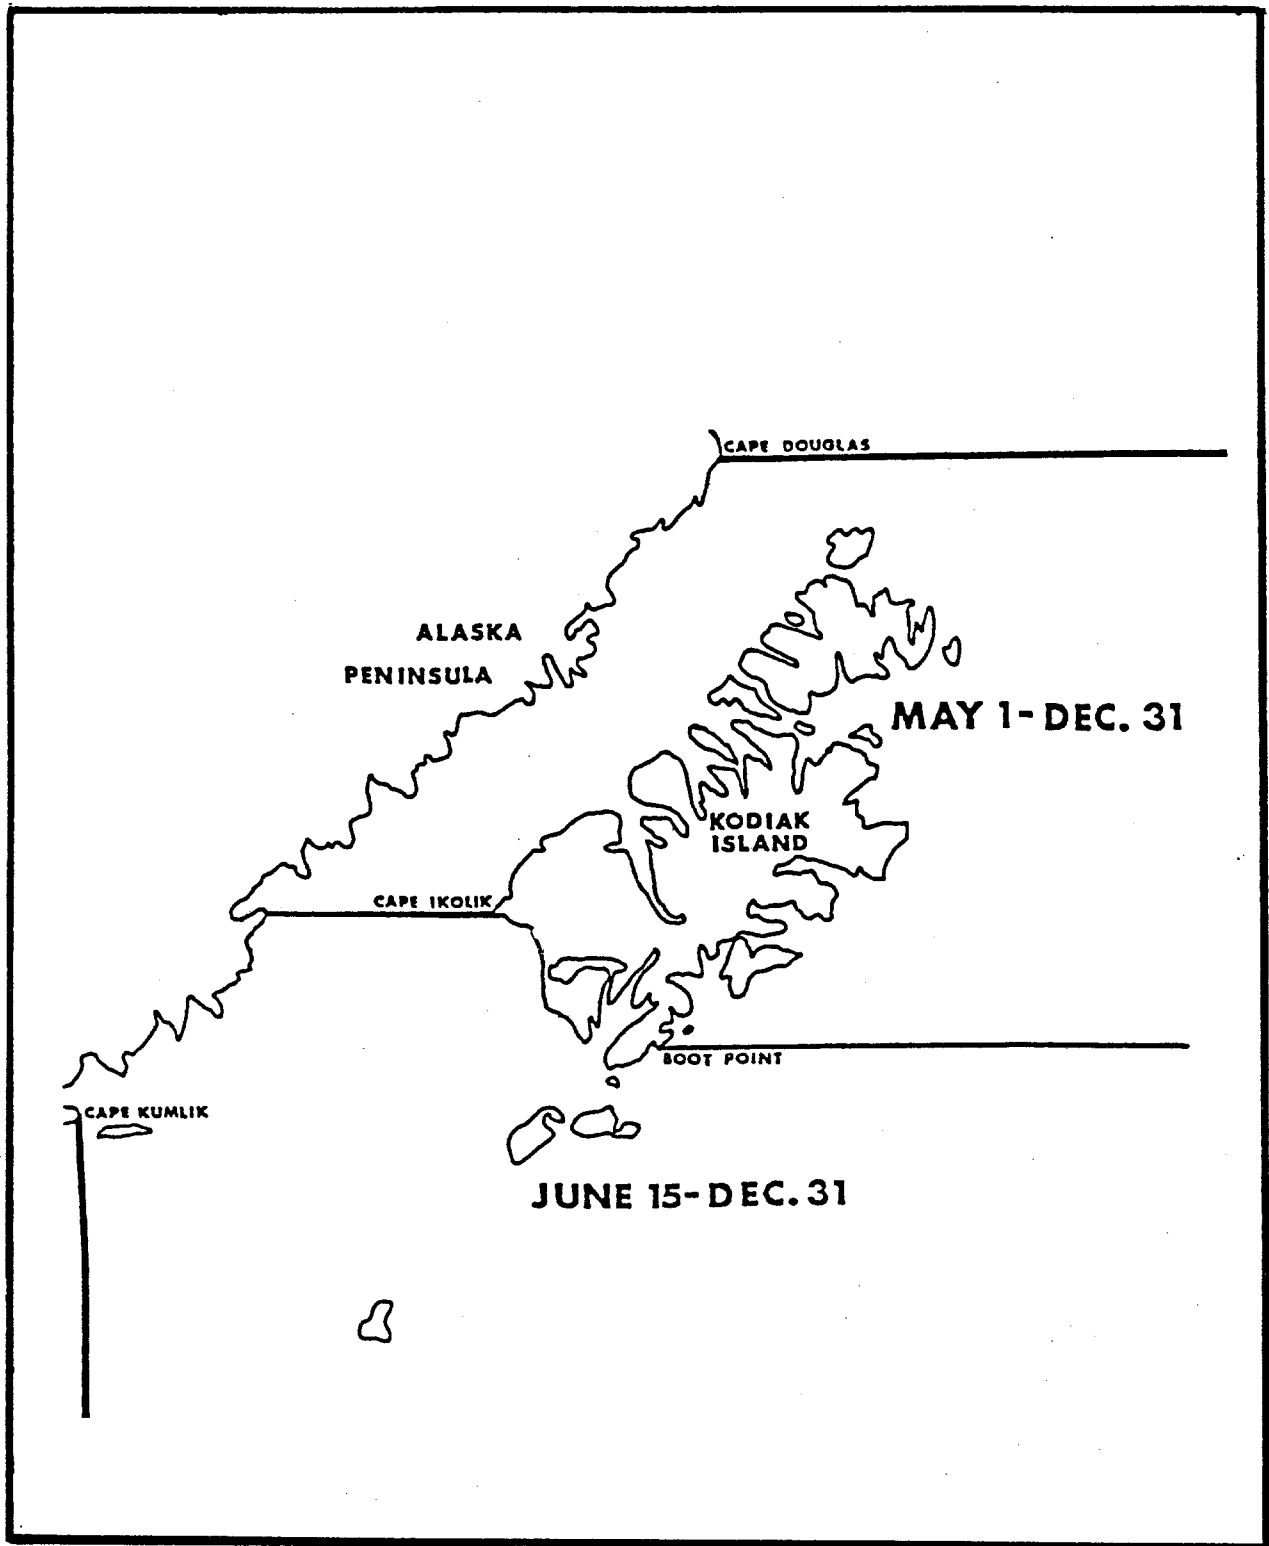 CAPE DOUGLAS
ALASKA
PENINSULA
MAY 1-DEC. 31
KODIAK
ISLAND
CAPE IKOLIK
BOOT POINT
CAPE KUMLIK
JUNE 15-DEC. 31